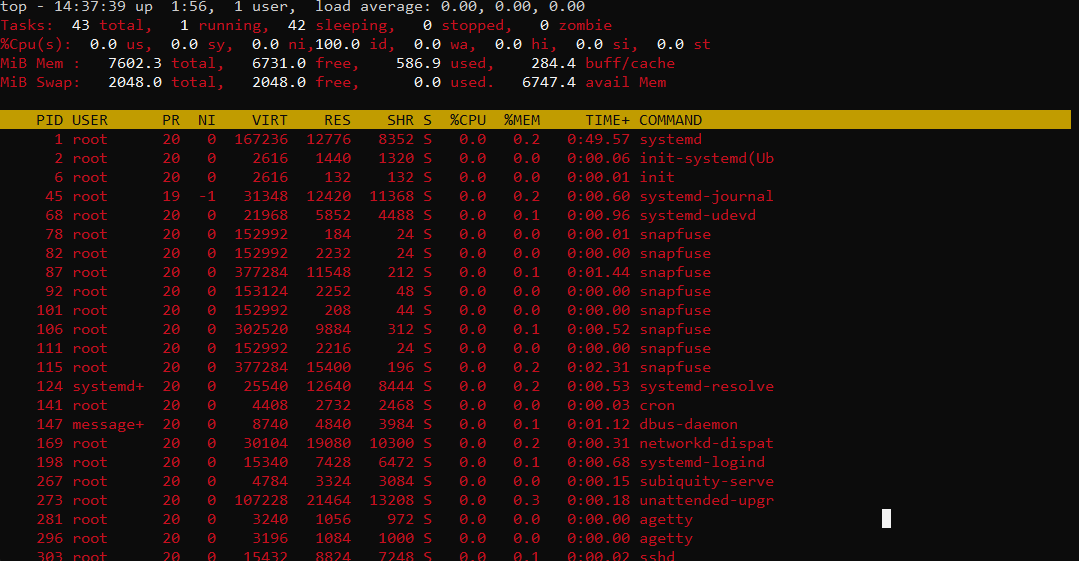 top - 14:37:39 up  1:56,  1 user,  load average: 0.00, 0.00, 0.00
Tasks:  43 total,   1 running,  42 sleeping,   0 stopped,   0 zombie
%Cpu(s):  0.0 us,  0.0 sy,  0.0 ni,100.0 id,  0.0 wa,  0.0 hi,  0.0 si,  0.0 st
MiB Mem :   7602.3 total,   6731.0 free,    586.9 used,    284.4 buff/cache
MiB Swap:   2048.0 total,   2048.0 free,      0.0 used.   6747.4 avail Mem
PID USER      PR  NI    VIRT    RES    SHR S  %CPU  %MEM     TIME+ COMMAND
1 root      20   0  167236  12776   8352 S   0.0   0.2   0:49.57 systemd
2 root      20   0    2616   1440   1320 S   0.0   0.0   0:00.06 init-systemd(Ub
6 root      20   0    2616    132    132 S   0.0   0.0   0:00.01 init
45 root      19  -1   31348  12420  11368 S   0.0   0.2   0:00.60 systemd-journal
68 root      20   0   21968   5852   4488 S   0.0   0.1   0:00.96 systemd-udevd
78 root      20   0  152992    184     24 S   0.0   0.0   0:00.01 snapfuse
82 root      20   0  152992   2232     24 S   0.0   0.0   0:00.00 snapfuse
87 root      20   0  377284  11548    212 S   0.0   0.1   0:01.44 snapfuse
92 root      20   0  153124   2252     48 S   0.0   0.0   0:00.00 snapfuse
101 root      20   0  152992    208     44 S   0.0   0.0   0:00.00 snapfuse
106 root      20   0  302520   9884    312 S   0.0   0.1   0:00.52 snapfuse
111 root      20   0  152992   2216     24 S   0.0   0.0   0:00.00 snapfuse
115 root      20   0  377284  15400    196 S   0.0   0.2   0:02.31 snapfuse
124 systemd+  20   0   25540  12640   8444 S   0.0   0.2   0:00.53 systemd-resolve
141 root      20   0    4408   2732   2468 S   0.0   0.0   0:00.03 cron
147 message+  20   0    8740   4840   3984 S   0.0   0.1   0:01.12 dbus-daemon
169 root      20   0   30104  19080  10300 S   0.0   0.2   0:00.31 networkd-dispat
198 root      20   0   15340   7428   6472 S   0.0   0.1   0:00.68 systemd-logind
267 root      20   0    4784   3324   3084 S   0.0   0.0   0:00.15 subiquity-serve
273 root      20   0  107228  21464  13208 S   0.0   0.3   0:00.18 unattended-upgr
281 root      20   0    3240   1056    972 S   0.0   0.0   0:00.00 agetty
296 root      20   0    3196   1084   1000 S   0.0   0.0   0:00.00 agetty
303 root      20   0   15432   8824   7248 S   0.0   0.1   0:00.02 sshd